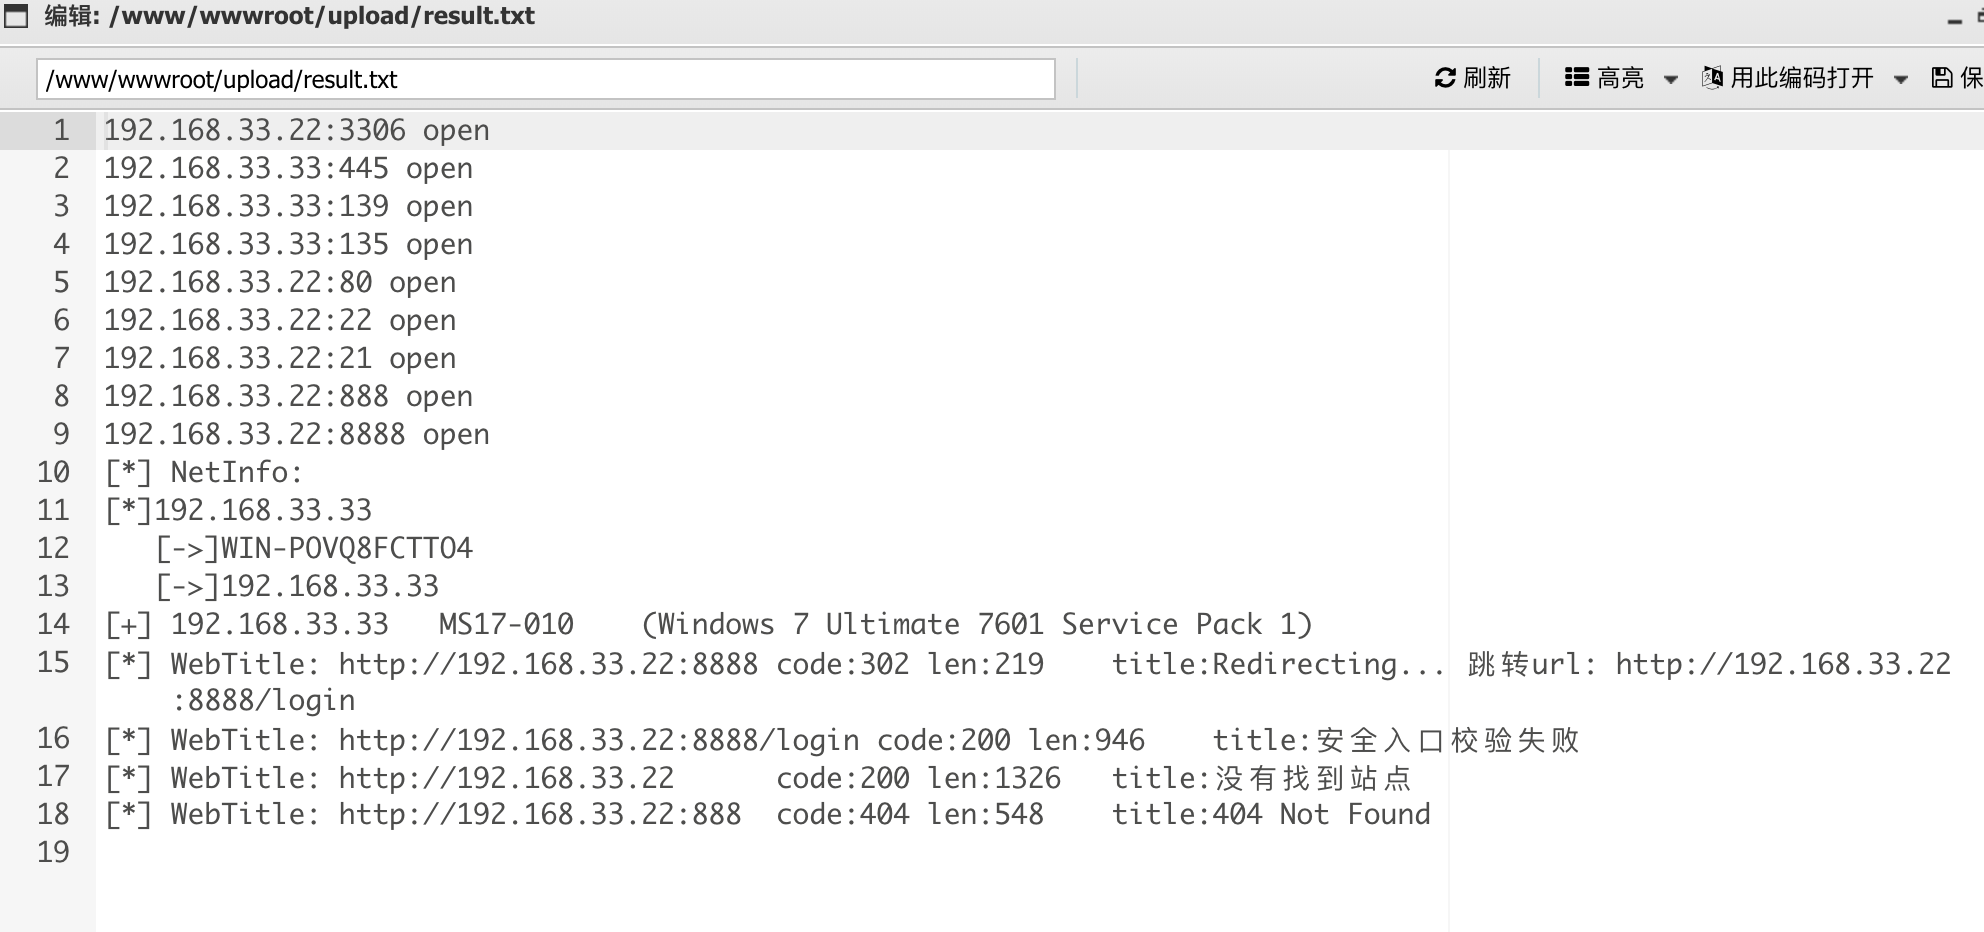 编辑: /www/wwwroot/upload/result.txt
/www/wwwroot/upload/result.txt 刷新 高亮 用此编码打开 保
1 192.168.33.22:3306 open
2 192.168.33.33:445 open
3 192.168.33.33:139 open
4 192.168.33.33:135 open
5 192.168.33.22:80 open
6 192.168.33.22:22 open
7 192.168.33.22:21 open
8 192.168.33.22:888 open
9 192.168.33.22:8888 open
10 [*] NetInfo:
11 [*]192.168.33.33
12 [->]WIN-POVQ8FCTTO4
13 [->]192.168.33.33
14 [+] 192.168.33.33 MS17-010 (Windows 7 Ultimate 7601 Service Pack 1)
15 [*] WebTitle: http://192.168.33.22:8888 code:302 len:219 title:Redirecting... 跳转url: http://192.168.33.22
:8888/login
16 [*] WebTitle: http://192.168.33.22:8888/login code:200 len:946 title:安全入口校验失败
17 [*] WebTitle: http://192.168.33.22 code:200 len:1326 title:没有找到站点
18 [*] WebTitle: http://192.168.33.22:888 code:404 len:548 title:404 Not Found
19